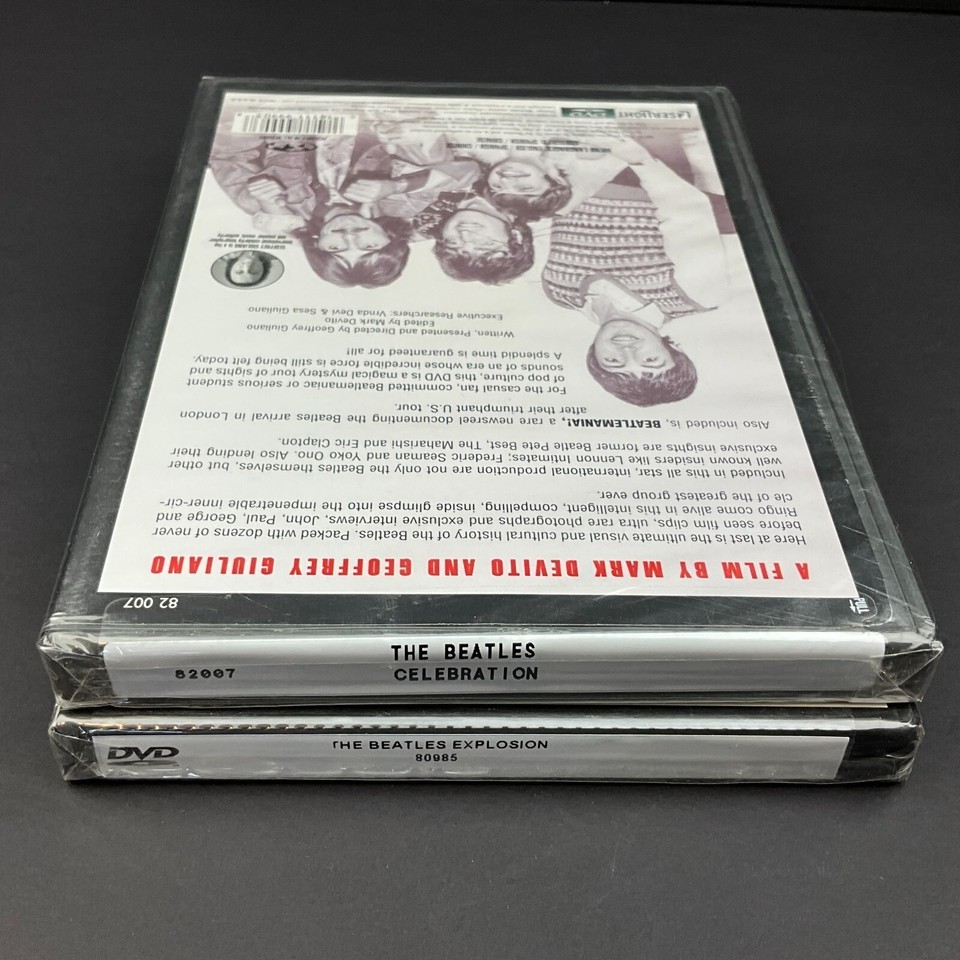 A FILM BY MARK DEVITO AND GEOFFREY GIULIANO
82 007
Here at last is the ultimate visual and cultural history of the Beatles. Packed with dozens of never
before seen film clips, ultra rare photographs and exclusive interviews, John, Paul, George and
Ringo come alive in this intelligent, compelling, inside glimpse into the impenetrable inner-cir-
cle of the greatest group ever.
Included in this all star, International production are not only the Beatles themselves, but other
well known insiders like Lennon intimates; Frederic Seaman and Yoko Ono. Also lending their
exclusive insights are former Beatle Pete Best, The Maharishi and Eric Clapton.
Also included is, BEATLEMANIA!, a rare newsreel documenting the Beatles arrival in London
after their triumphant U.S. tour.
For the casual fan, committed Beatlemaniac or serious student
of pop culture, this DVD is a magical mystery tour of sights and
sounds of an era whose incredible force is still being felt today.
A splendid time is guaranteed for all!!
Written, Presented and Directed by Geoffrey Giuliano
Edited by Mark Devito
Executive Researchers: Vrnda Devi & Sesa Giuliano
LASERLIGHT
DVD
THE BEATLES
CELEBRATION
82007
DVD
THE BEATLES EXPLOSION
80985